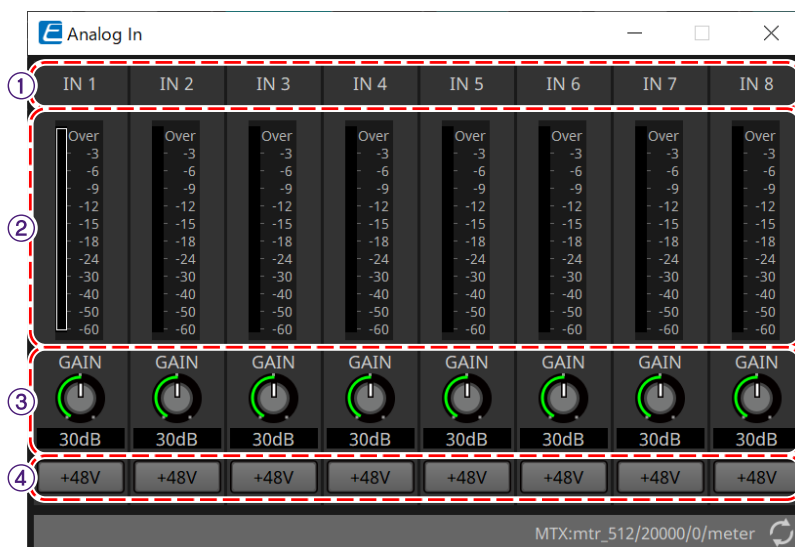 Analog In
① IN 1 IN 2 IN 3 IN 4 IN 5 IN 6 IN 7 IN 8
② Over Over Over Over Over Over Over Over
-3 -3 -3 -3 -3 -3 -3 -3
-6 -6 -6 -6 -6 -6 -6 -6
-9 -9 -9 -9 -9 -9 -9 -9
-12 -12 -12 -12 -12 -12 -12 -12
-15 -15 -15 -15 -15 -15 -15 -15
-18 -18 -18 -18 -18 -18 -18 -18
-24 -24 -24 -24 -24 -24 -24 -24
-30 -30 -30 -30 -30 -30 -30 -30
-40 -40 -40 -40 -40 -40 -40 -40
-50 -50 -50 -50 -50 -50 -50 -50
-60 -60 -60 -60 -60 -60 -60 -60
③ GAIN GAIN GAIN GAIN GAIN GAIN GAIN GAIN
30dB 30dB 30dB 30dB 30dB 30dB 30dB 30dB
④ +48V +48V +48V +48V +48V +48V +48V +48V
MTX:mtr_512/20000/0/meter